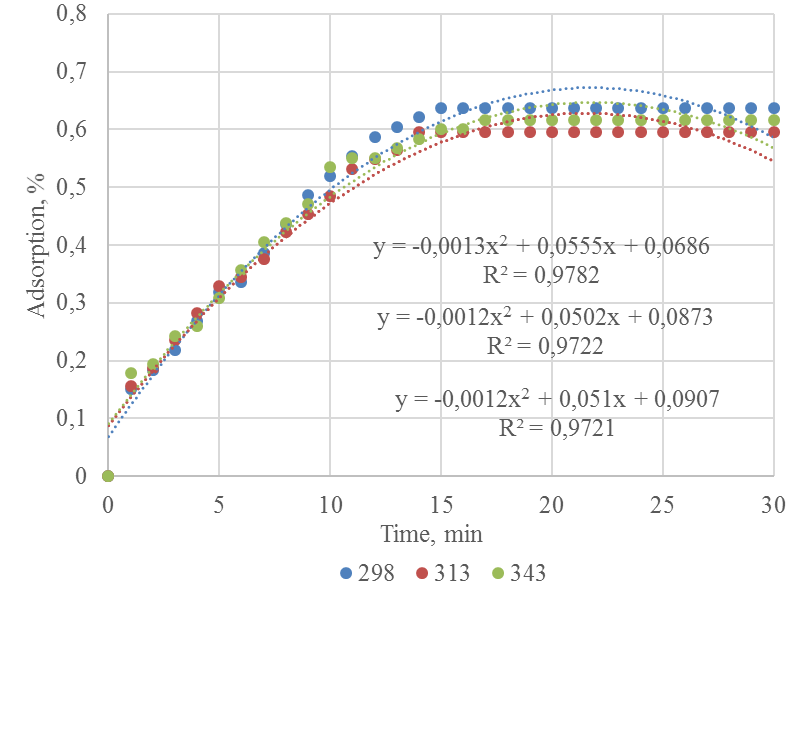 0,8
0,7
0,6
0,5
0,4
0,3
0,2
0,1
0
Adsorption, %
y = -0,0013x² + 0,0555x + 0,0686
R² = 0,9782
y = -0,0012x² + 0,0502x + 0,0873
R² = 0,9722
y = -0,0012x² + 0,051x + 0,0907
R² = 0,9721
0 5 10 15 20 25 30
Time, min
298 313 343